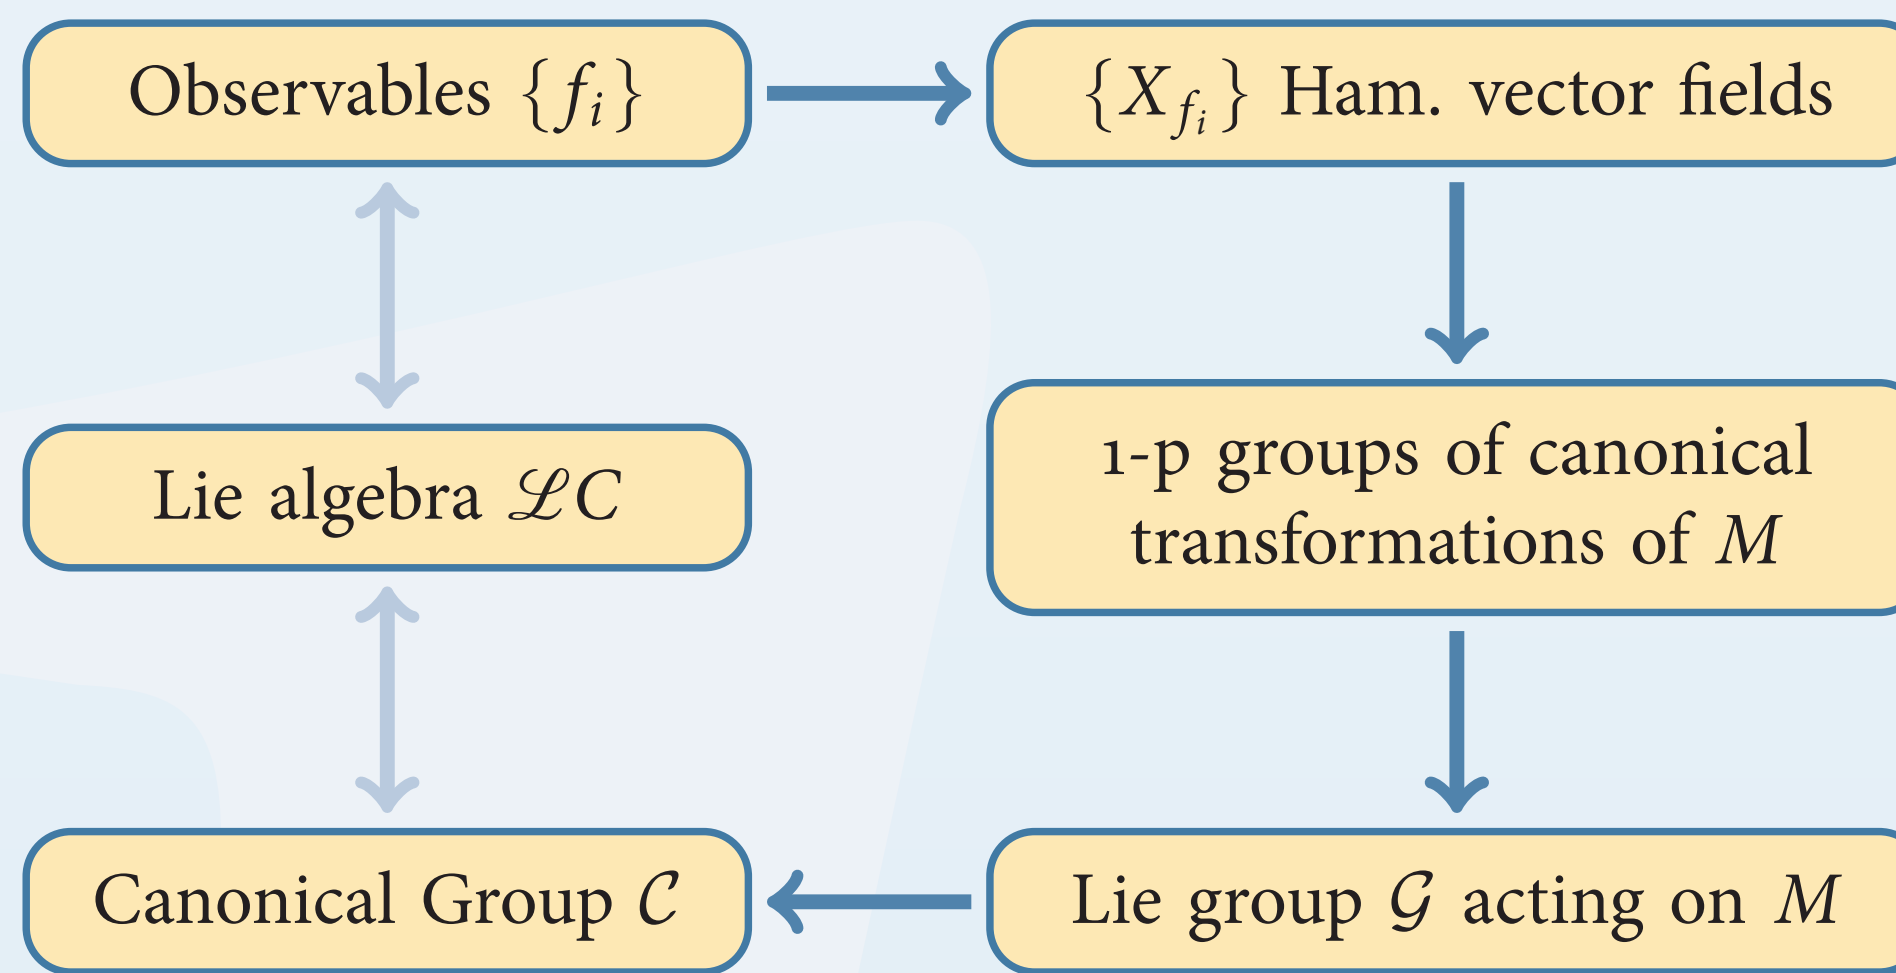 Observables {f_i}
{X_{f_i}} Ham. vector fields
Lie algebra ℒC
1-p groups of canonical
transformations of M
Canonical Group 𝒞
Lie group 𝒢 acting on M